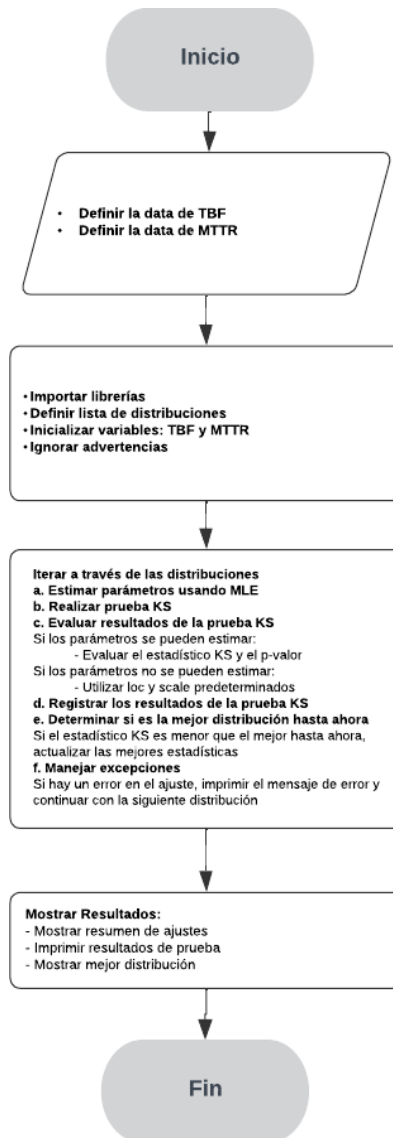 Inicio
• Definir la data de TBF
• Definir la data de MTTR
• Importar librerías
• Definir lista de distribuciones
• Inicializar variables: TBF y MTTR
• Ignorar advertencias
Iterar a través de las distribuciones
a. Estimar parámetros usando MLE
b. Realizar prueba KS
c. Evaluar resultados de la prueba KS
Si los parámetros se pueden estimar:
- Evaluar el estadístico KS y el p-valor
Si los parámetros no se pueden estimar:
- Utilizar loc y scale predeterminados
d. Registrar los resultados de la prueba KS
e. Determinar si es la mejor distribución hasta ahora
Si el estadístico KS es menor que el mejor hasta ahora,
actualizar las mejores estadísticas
f. Manejar excepciones
Si hay un error en el ajuste, imprimir el mensaje de error y
continuar con la siguiente distribución
Mostrar Resultados:
- Mostrar resumen de ajustes
- Imprimir resultados de prueba
- Mostrar mejor distribución
Fin